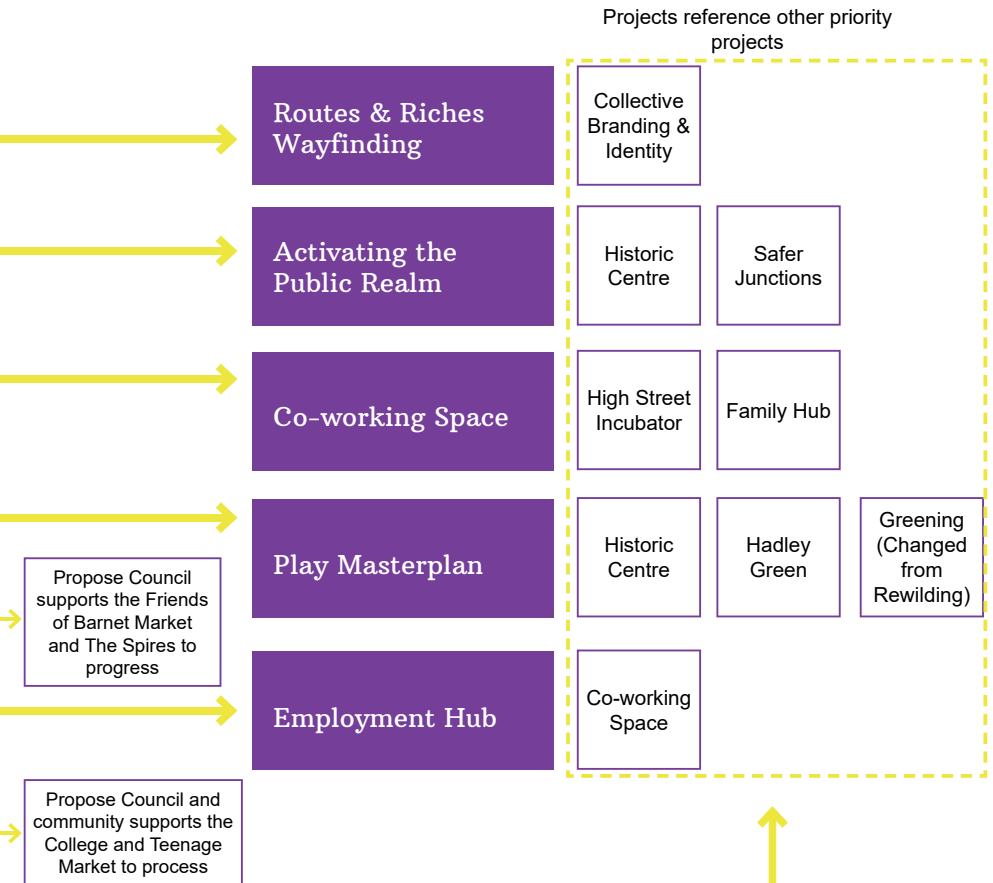 Projects reference other priority
projects
Routes & Riches
Wayfinding
Collective
Branding &
Identity
Activating the
Public Realm
Historic
Centre
Safer
Junctions
Co-working Space
High Street
Incubator
Family Hub
Play Masterplan
Historic
Centre
Hadley
Green
Greening
(Changed
from
Rewilding)
Propose Council
supports the Friends
of Barnet Market
and The Spires to
progress
Employment Hub
Co-working
Space
Propose Council and
community supports the
College and Teenage
Market to process